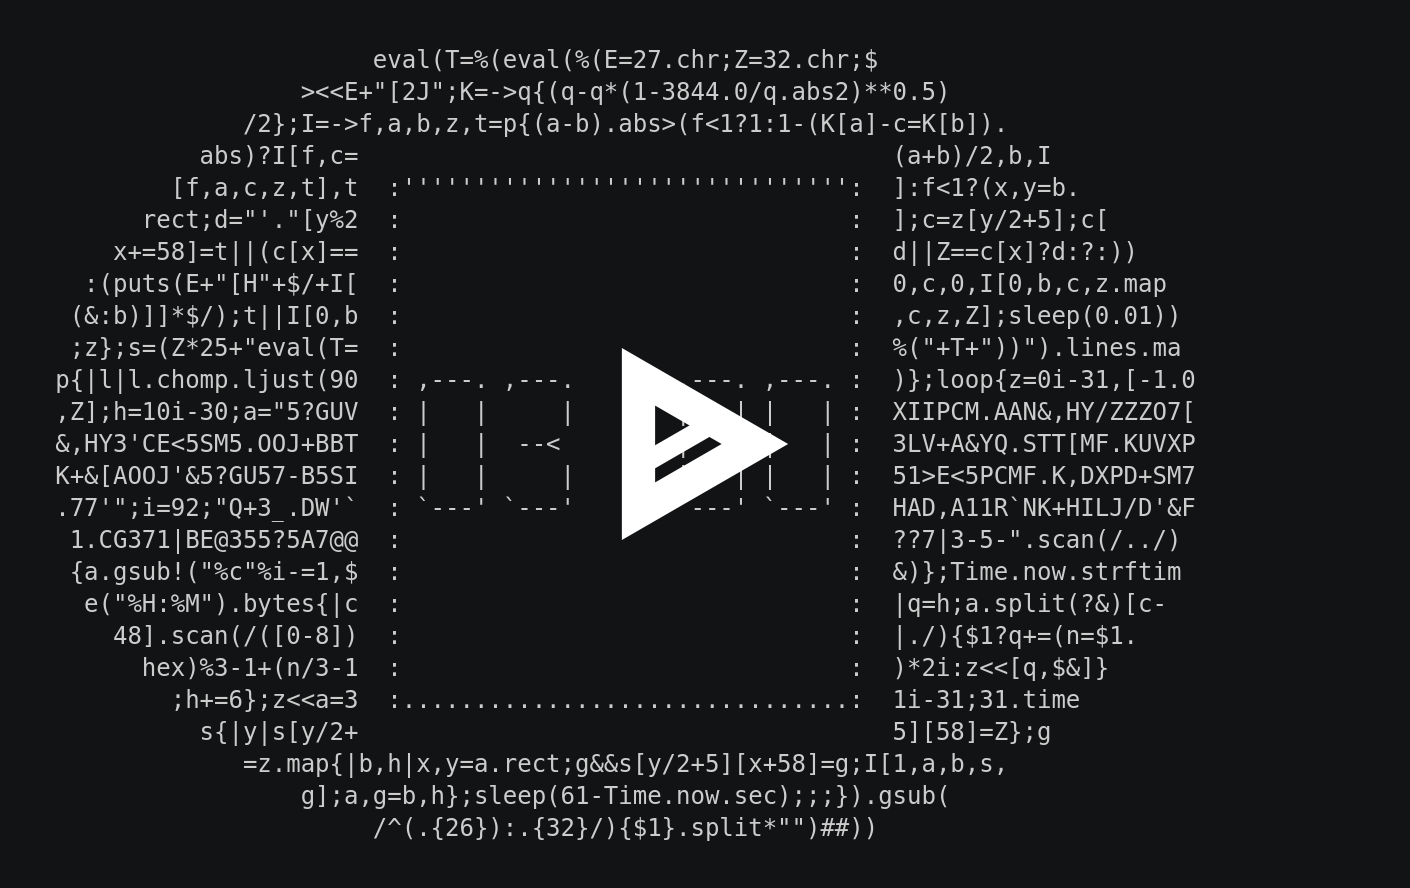 eval(T=%(eval(%(E=27.chr;Z=32.chr;$
                 ><<E+"[2J";K=->q{(q-q*(1-3844.0/q.abs2)**0.5)
             /2};I=->f,a,b,z,t=p{(a-b).abs>(f<1?1:1-(K[a]-c=K[b]).
          abs)?I[f,c=                                     (a+b)/2,b,I
        [f,a,c,z,t],t  :''''''''''''''''''''''''''''''':  ]:f<1?(x,y=b.
      rect;d="'."[y%2  :                               :  ];c=z[y/2+5];c[
    x+=58]=t||(c[x]==  :                               :  d||Z==c[x]?d:?:))
  :(puts(E+"[H"+$/+I[  :                               :  0,c,0,I[0,b,c,z.map
 (&:b)]]*$/);t||I[0,b  :                               :  ,c,z,Z];sleep(0.01))
 ;z};s=(Z*25+"eval(T=  :                               :  %("+T+"))").lines.ma
p{|l|l.chomp.ljust(90  : ,---. ,---.        ---. ,---. :  )};loop{z=0i-31,[-1.0
,Z];h=10i-30;a="5?GUV  : |   |     |       |   | |   | :  XIIPCM.AAN&,HY/ZZZO7[
&,HY3'CE<5SM5.OOJ+BBT  : |   |  --<        |         | :  3LV+A&YQ.STT[MF.KUVXP
K+&[AOOJ'&5?GU57-B5SI  : |   |     |       |   | |   | :  51>E<5PCMF.K,DXPD+SM7
.77'";i=92;"Q+3_.DW'`  : `---' `---'        ---' `---' :  HAD,A11R`NK+HILJ/D'&F
 1.CG371|BE@355?5A7@@  :                               :  ??7|3-5-".scan(/../)
 {a.gsub!("%c"%i-=1,$  :                               :  &)};Time.now.strftim
  e("%H:%M").bytes{|c  :                               :  |q=h;a.split(?&)[c-
    48].scan(/([0-8])  :                               :  |./){$1?q+=(n=$1.
      hex)%3-1+(n/3-1  :                               :  )*2i:z<<[q,$&]}
        ;h+=6};z<<a=3  :...............................:  1i-31;31.time
          s{|y|s[y/2+                                     5][58]=Z};g
             =z.map{|b,h|x,y=a.rect;g&&s[y/2+5][x+58]=g;I[1,a,b,s,
                 g];a,g=b,h};sleep(61-Time.now.sec);;;}).gsub(
                      /^(.{26}):.{32}/){$1}.split*"")##))